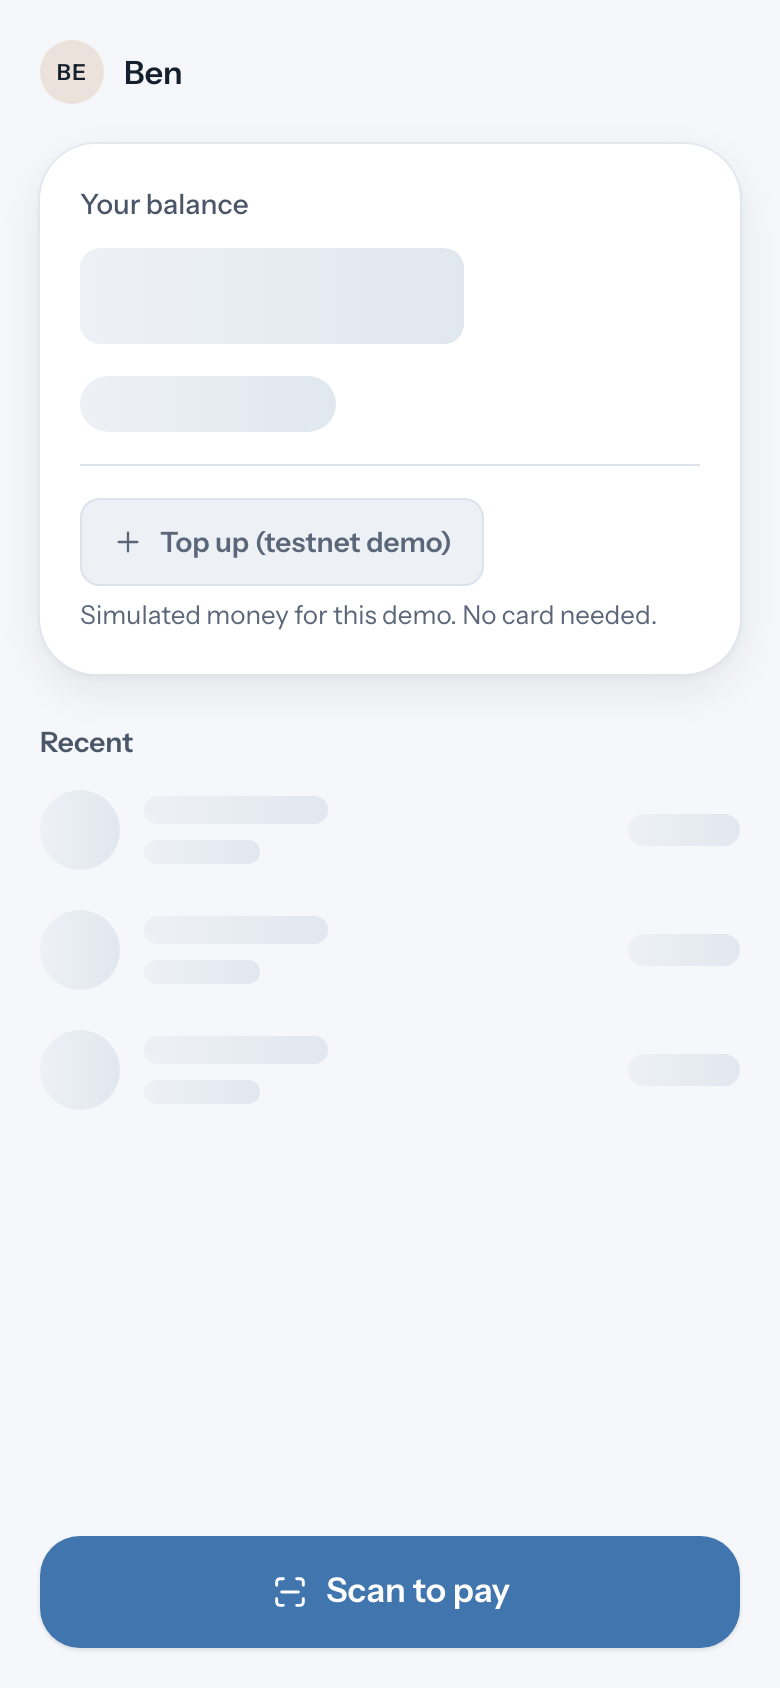 BE
Ben
Your balance
Top up (testnet demo)
Simulated money for this demo. No card needed.
Recent
Scan to pay